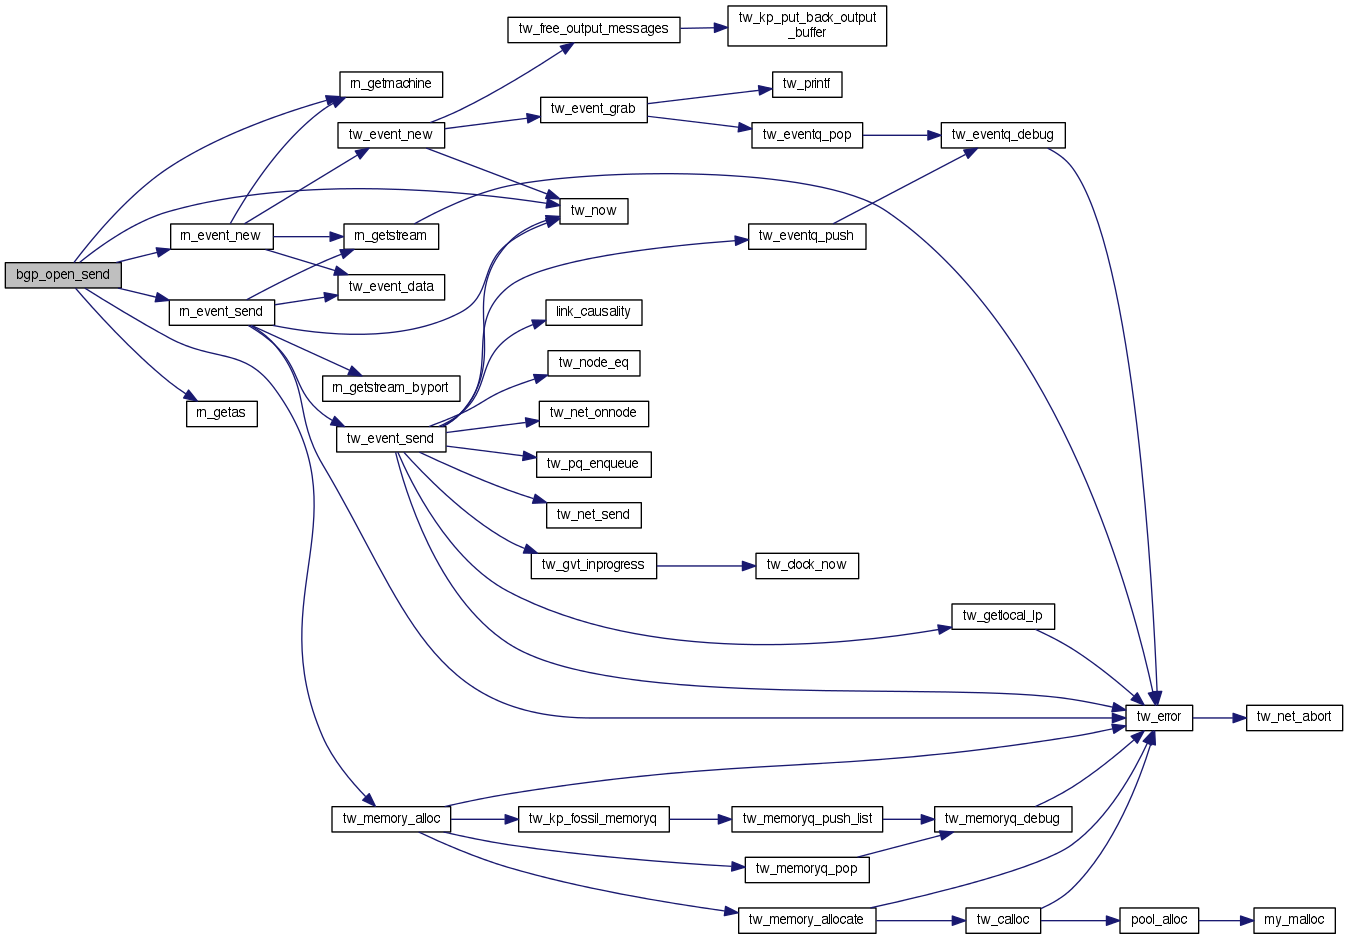 tw_kp_put_back_output
_buffer
tw_free_output_messages
rn_getmachine
tw_printf
tw_event_grab
tw_event_new
tw_eventq_pop
tw_eventq_debug
tw_now
rn_event_new
rn_getstream
tw_eventq_push
bgp_open_send
tw_event_data
rn_event_send
link_causality
tw_node_eq
rn_getstream_byport
rn_getas
tw_net_onnode
tw_event_send
tw_pq_enqueue
tw_net_send
tw_gvt_inprogress
tw_clock_now
tw_getlocal_lp
tw_error
tw_net_abort
tw_memory_alloc
tw_kp_fossil_memoryq
tw_memoryq_push_list
tw_memoryq_debug
tw_memoryq_pop
tw_memory_allocate
tw_calloc
pool_alloc
my_malloc